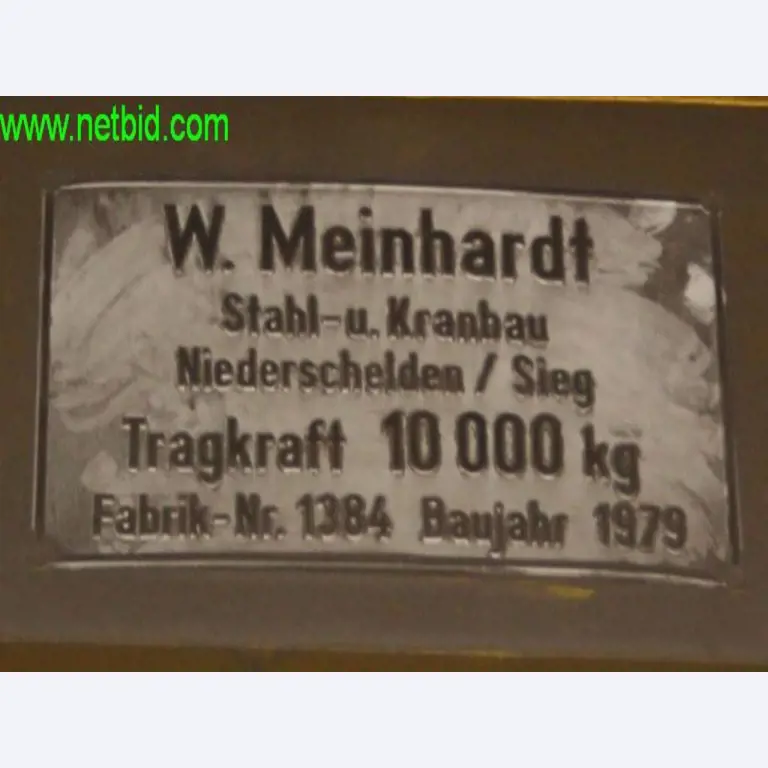 www.netbid.com
W. Meinhardt
Stahl-u. Kranbau
Niederschelden / Sieg
Tragkraft 10 000 kg
Fabrik-Nr. 1384 Baujahr 1979